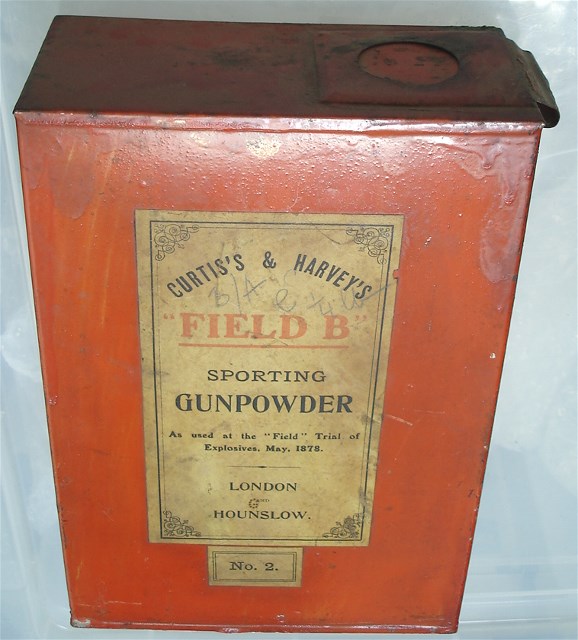 CURTIS'S & HARVEY'S
"FIELD B"
SPORTING
GUNPOWDER
As used at the "Field" Trial of
Explosives, May, 1878.
LONDON
AND
HOUNSLOW.
No. 2.